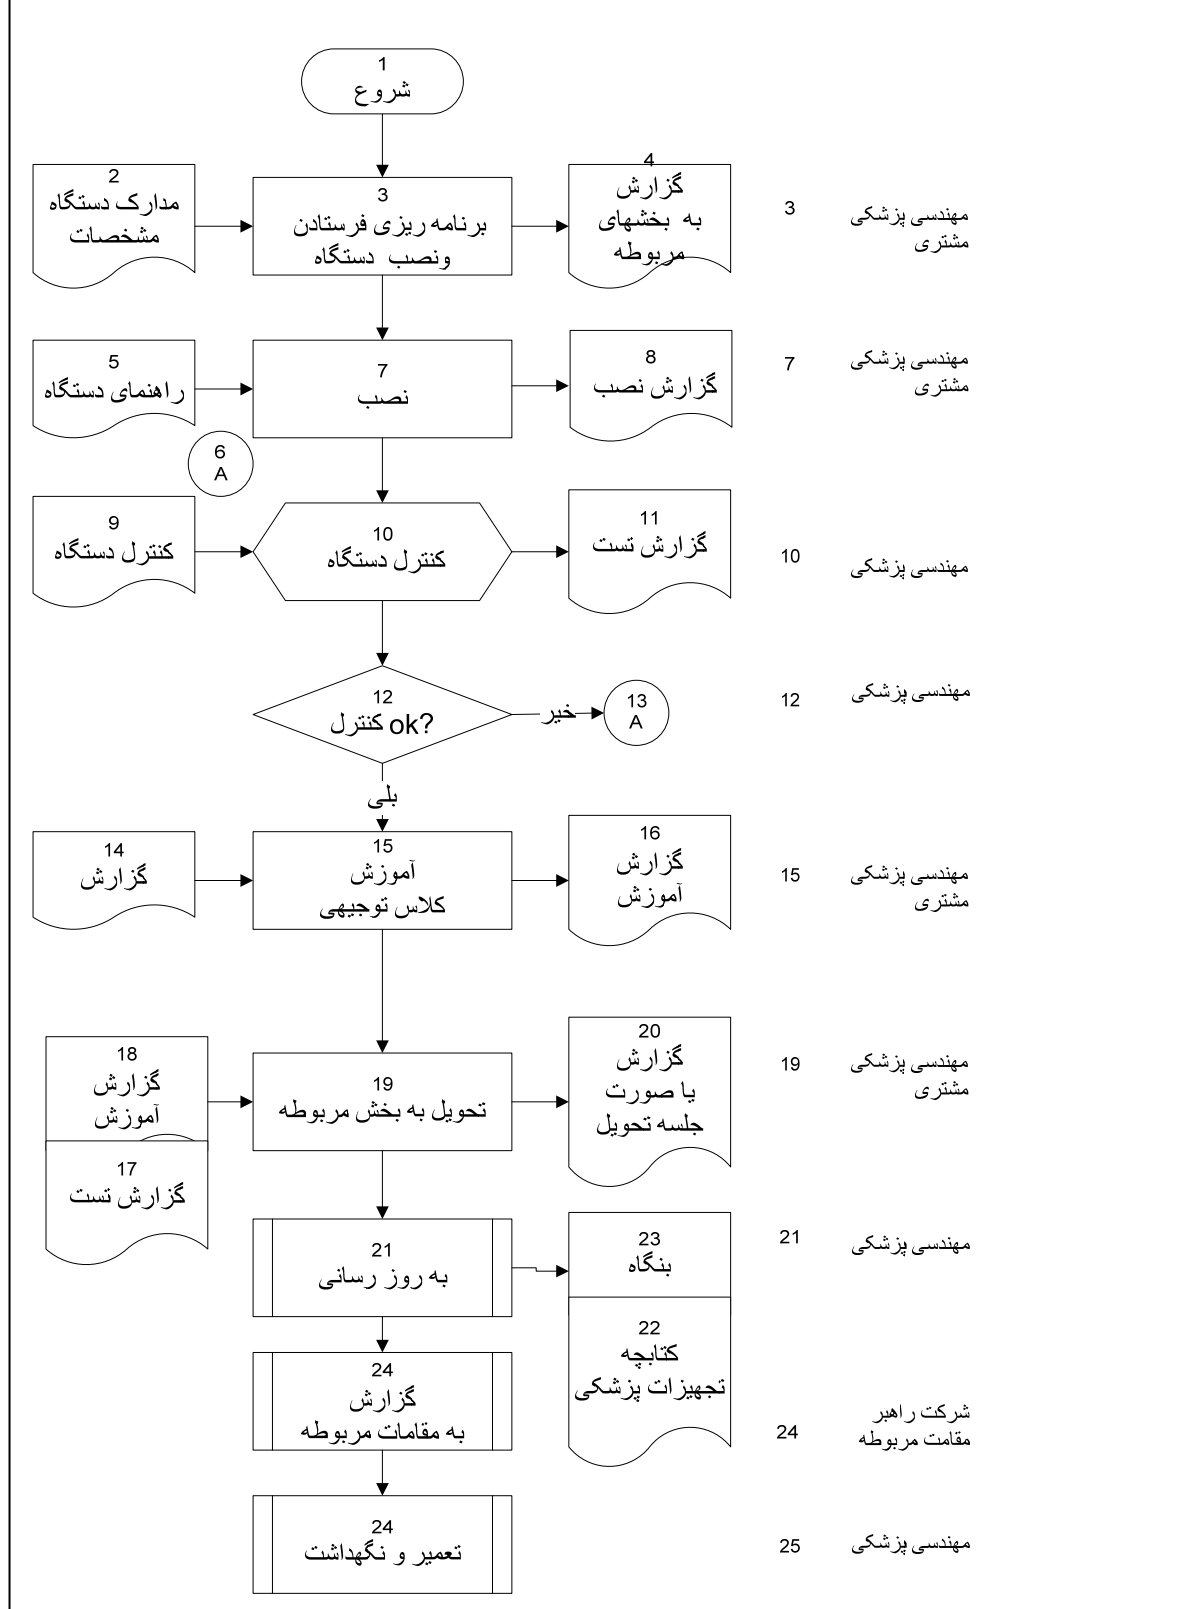 1
شروع
2
مدارک دستگاه
مشخصات
3
برنامه ریزی فرستادن
ونصب دستگاه
4
گزارش
به بخشهای
مربوطه
3
مهندسی پزشکی
مشتری
5
راهنمای دستگاه
7
نصب
8
گزارش نصب
7
مهندسی پزشکی
مشتری
6
A
9
کنترل دستگاه
10
کنترل دستگاه
11
گزارش تست
10
مهندسی پزشکی
12
کنترل ok?
خیر
13
A
12
مهندسی پزشکی
بلی
14
گزارش
15
آموزش
کلاس توجیهی
16
گزارش
آموزش
15
مهندسی پزشکی
مشتری
18
گزارش
آموزش
17
گزارش تست
19
تحویل به بخش مربوطه
20
گزارش
یا صورت
جلسه تحویل
19
مهندسی پزشکی
مشتری
21
به روز رسانی
23
بنگاه
22
کتابچه
تجهیزات پزشکی
21
مهندسی پزشکی
24
گزارش
به مقامات مربوطه
24
شرکت راهبر
مقامت مربوطه
24
تعمیر و نگهداشت
25
مهندسی پزشکی